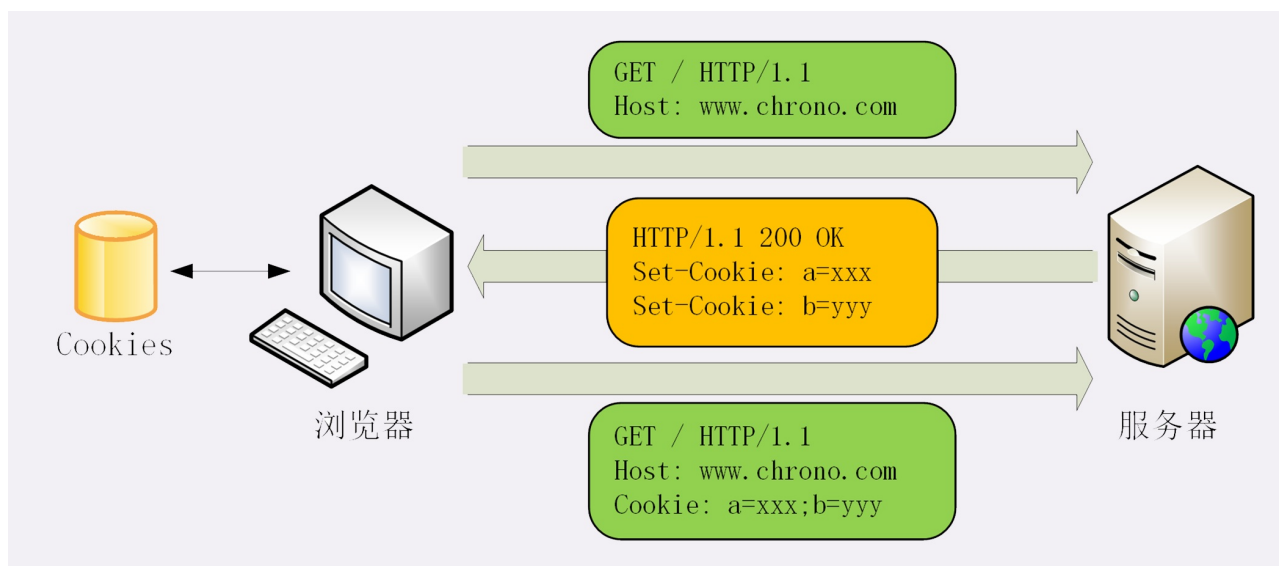 GET / HTTP/1.1
Host: www.chrono.com
HTTP/1.1 200 OK
Set-Cookie: a=xxx
Set-Cookie: b=yyy
Cookies
浏览器
服务器
GET / HTTP/1.1
Host: www.chrono.com
Cookie: a=xxx;b=yyy